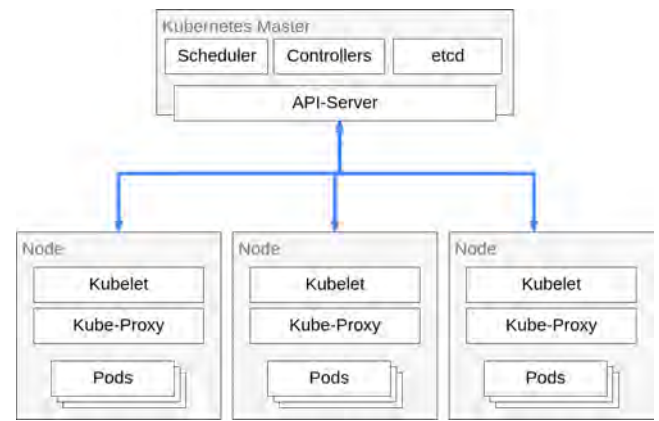 Kubernetes Master
Scheduler
Controllers
etcd
API-Server
Node
Kubelet
Kube-Proxy
Pods
Node
Kubelet
Kube-Proxy
Pods
Node
Kubelet
Kube-Proxy
Pods